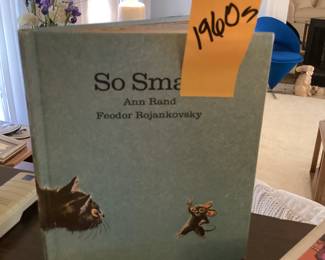 1960s
So Sma
Ann Rand
Feodor Rojankovsky